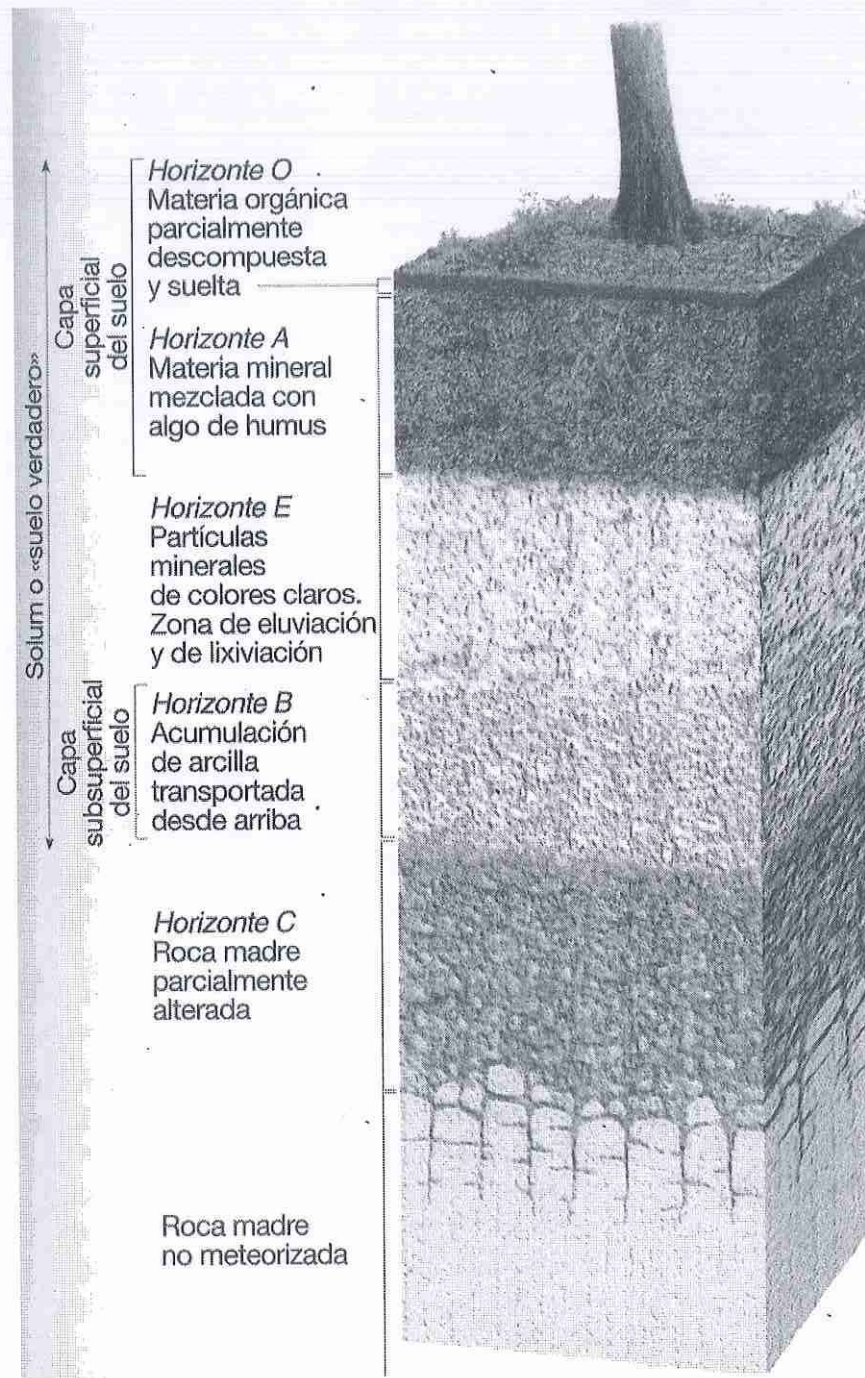 Solum o «suelo verdadero»
Capa
superficial
del suelo
Horizonte O
Materia orgánica
parcialmente
descompuesta
y suelta
Horizonte A
Materia mineral
mezclada con
algo de humus
Horizonte E
Partículas
minerales
de colores claros.
Zona de eluviación
y de lixiviación
Capa
subsuperficial
del suelo
Horizonte B
Acumulación
de arcilla
transportada
desde arriba
Horizonte C
Roca madre
parcialmente
alterada
Roca madre
no meteorizada